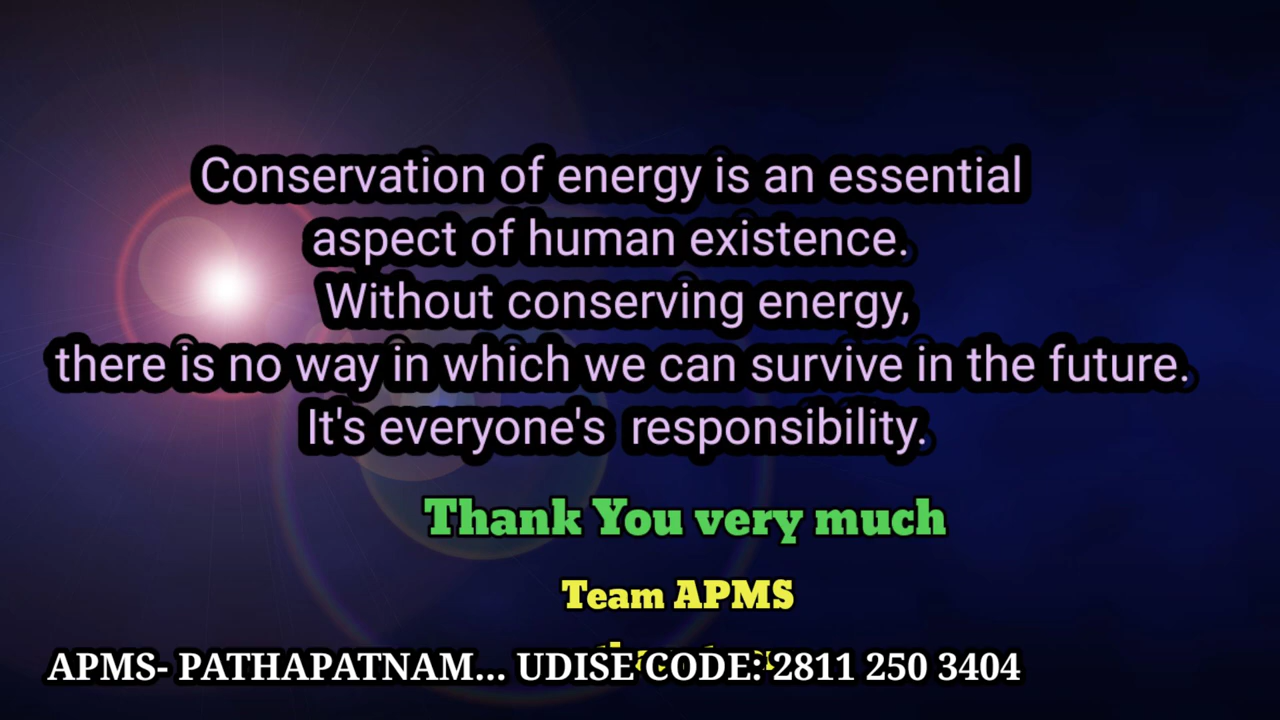 Conservation of energy is an essential
aspect of human existence.
Without conserving energy,
there is no way in which we can survive in the future.
It's everyone's  responsibility.
Thank You very much
Team APMS
APMS- PATHAPATNAM... UDISE CODE: 2811 250 3404